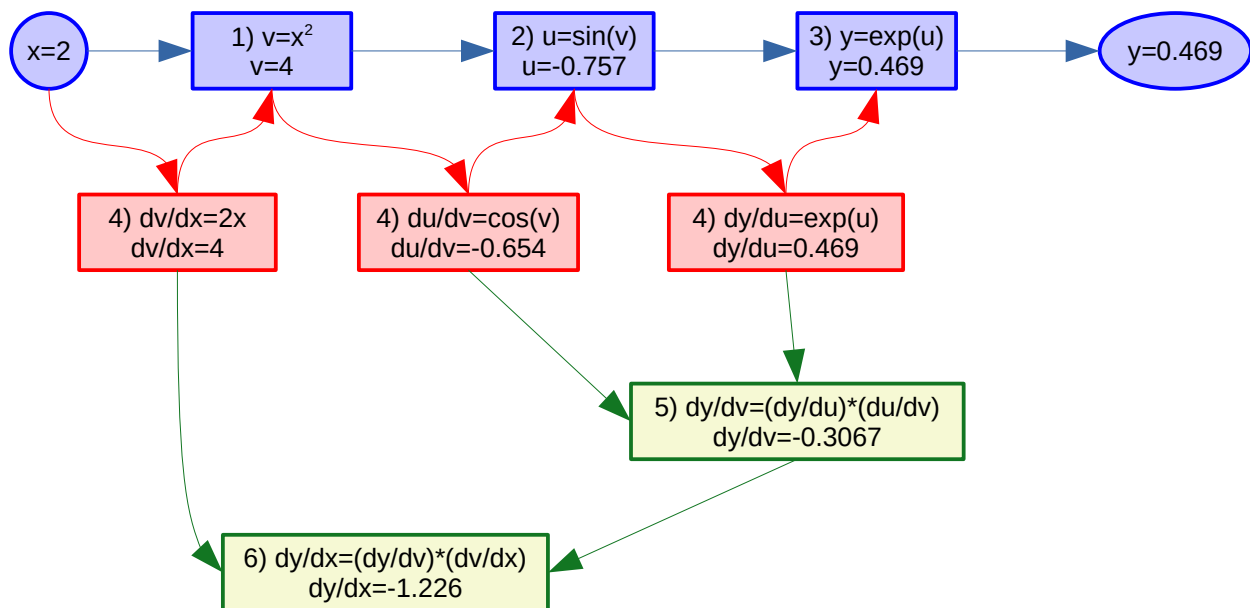 x=2
1) v=x²
v=4
2) u=sin(v)
u=-0.757
3) y=exp(u)
y=0.469
y=0.469
4) dv/dx=2x
dv/dx=4
4) du/dv=cos(v)
du/dv=-0.654
4) dy/du=exp(u)
dy/du=0.469
5) dy/dv=(dy/du)*(du/dv)
dy/dv=-0.3067
6) dy/dx=(dy/dv)*(dv/dx)
dy/dx=-1.226